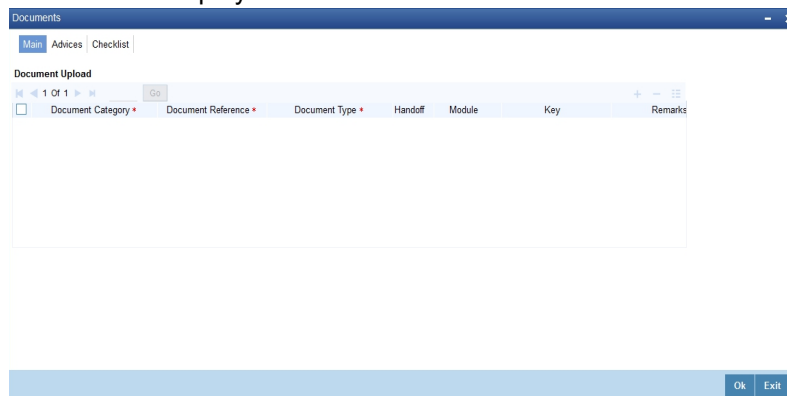 Documents
Main Advices Checklist
Document Upload
1 Of 1 Go
Document Category * Document Reference * Document Type * Handoff Module Key Remarks
Ok Exit